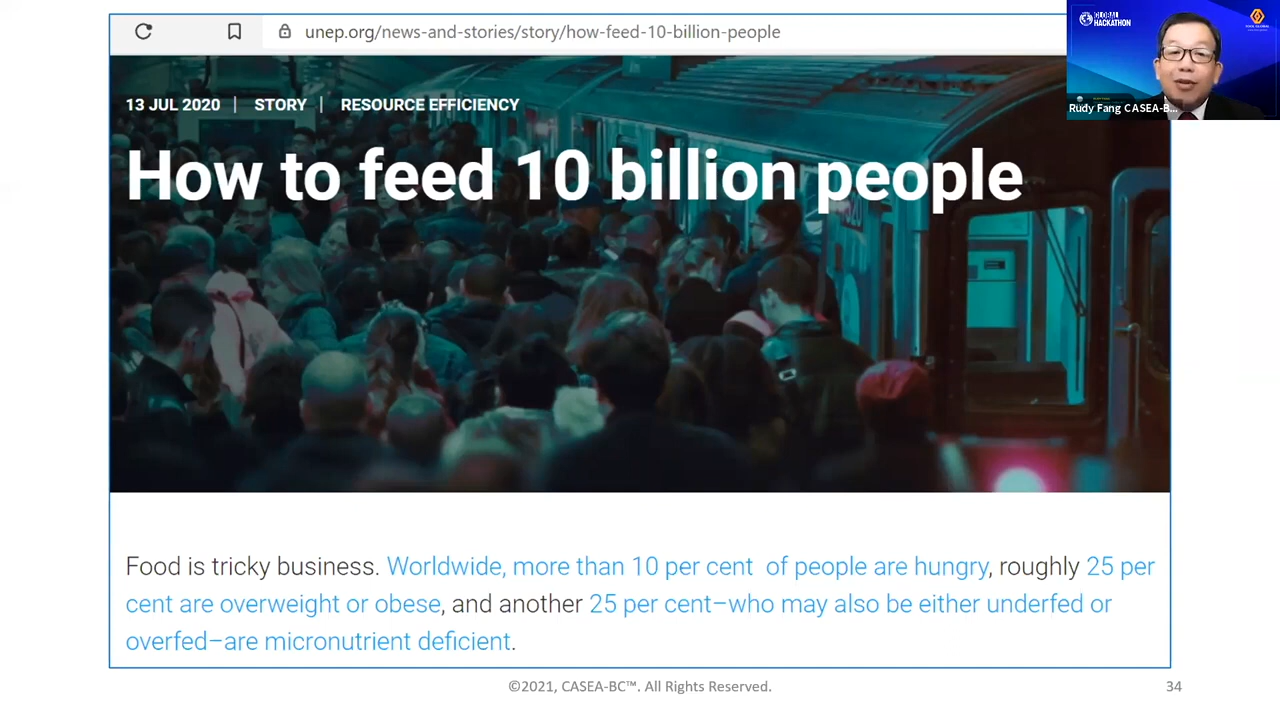 unep.org/news-and-stories/story/how-feed-10-billion-people
GLOBAL
HACKATHON
Rudy Fang CASEA-B...
13 JUL 2020 | STORY | RESOURCE EFFICIENCY
How to feed 10 billion people
Food is tricky business. Worldwide, more than 10 per cent of people are hungry, roughly 25 per
cent are overweight or obese, and another 25 per cent–who may also be either underfed or
overfed–are micronutrient deficient.
©2021, CASEA-BC™. All Rights Reserved.
34